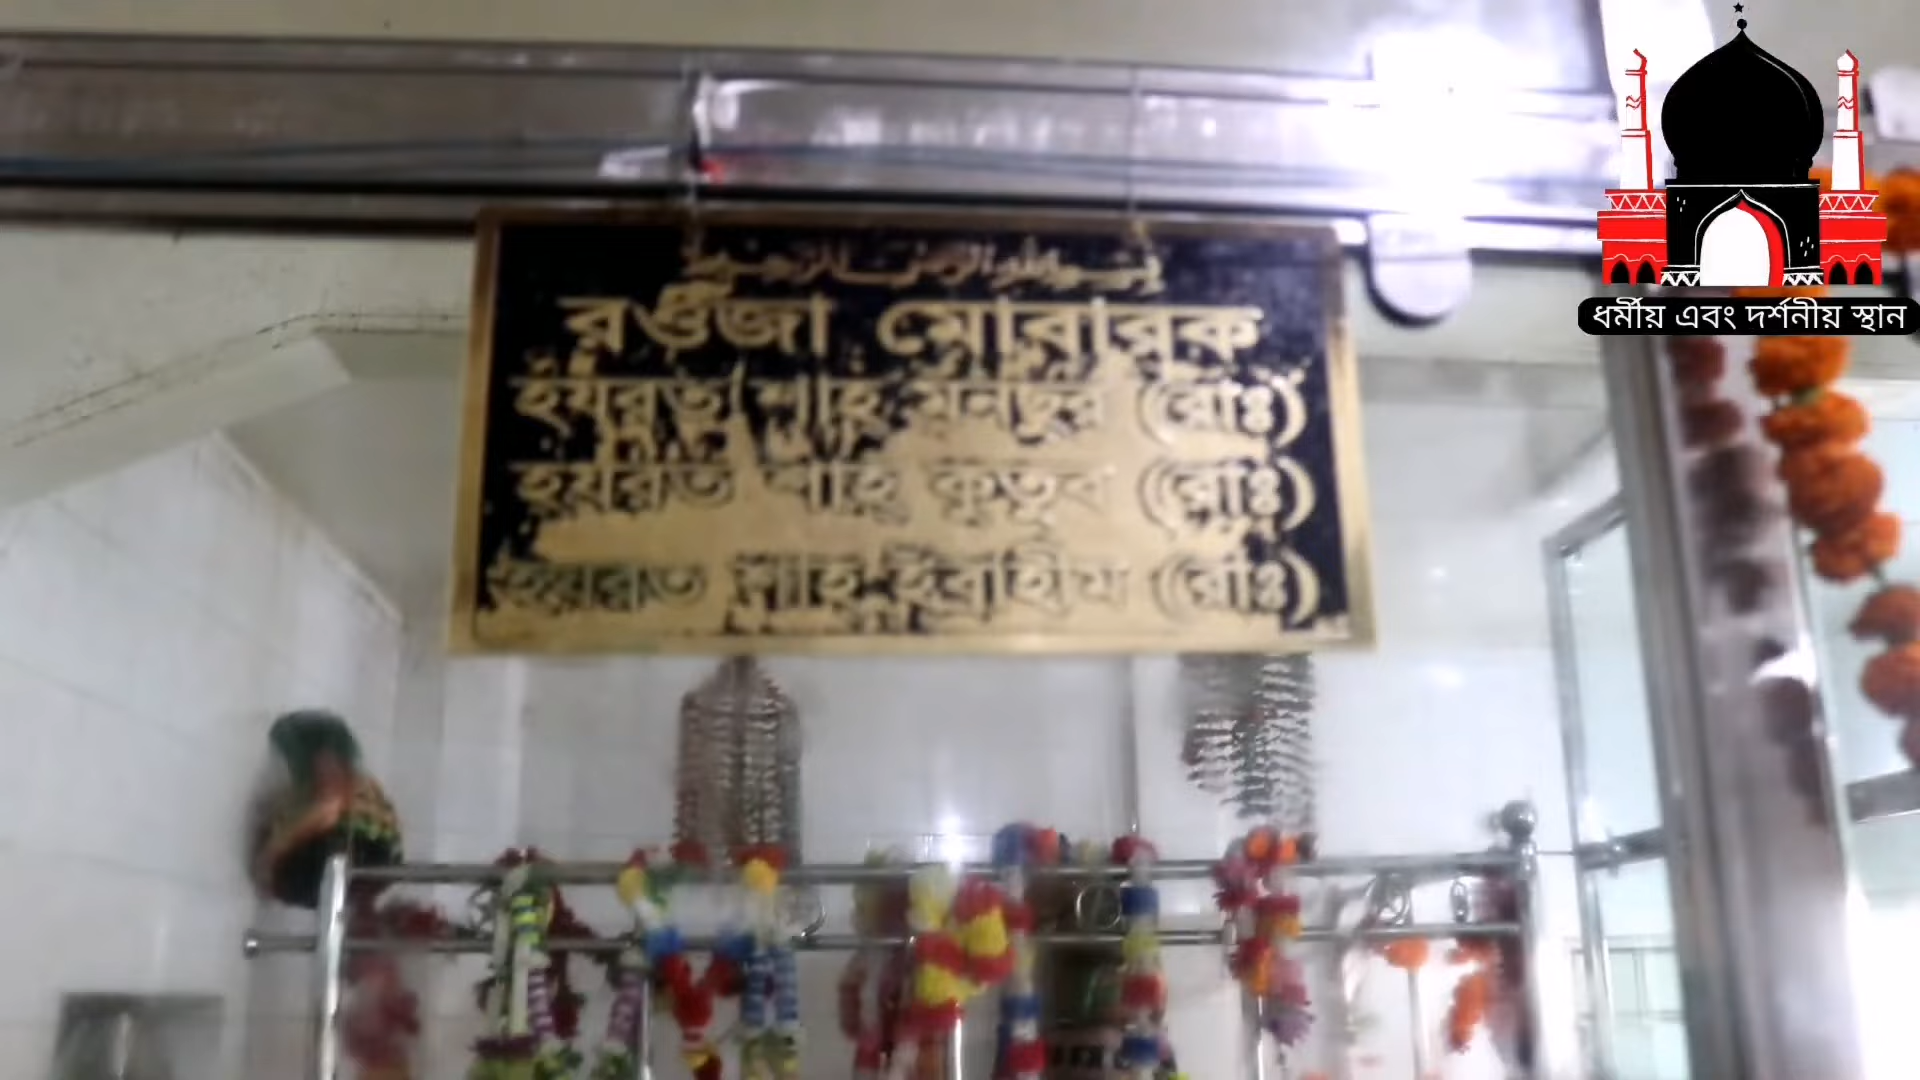 بسم الله الرحمن الرحيم
রওজা মোবারক
হযরত শাহ মনছুর (রাঃ)
হযরত শাহ কুতুব (রাঃ)
হযরত শাহ ইব্রাহীম (রাঃ)
ধর্মীয় এবং দর্শনীয় স্থান